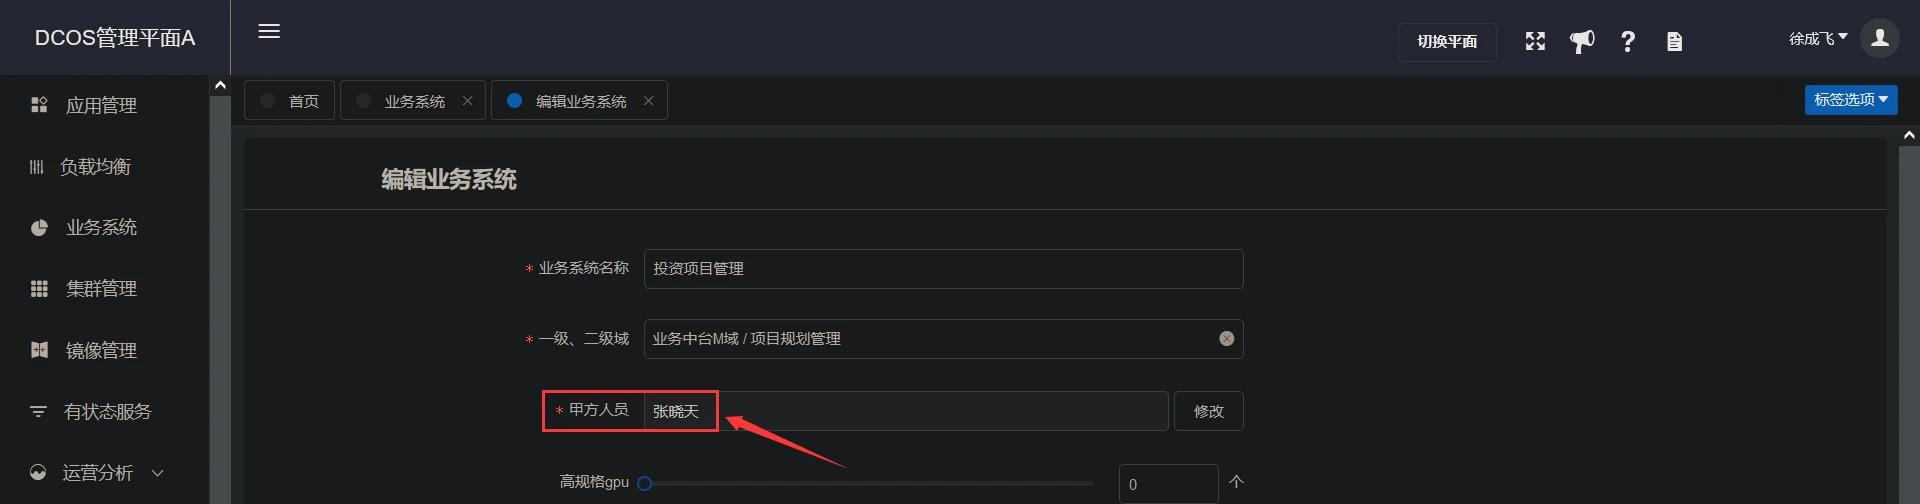 DCOS管理平面A
切换平面
徐成飞
应用管理
负载均衡
业务系统
集群管理
镜像管理
有状态服务
运营分析
首页
业务系统
编辑业务系统
标签选项
编辑业务系统
* 业务系统名称 投资项目管理
* 一级、二级域 业务中台M域 / 项目规划管理
* 甲方人员 张晓天 修改
高规格gpu 0 个